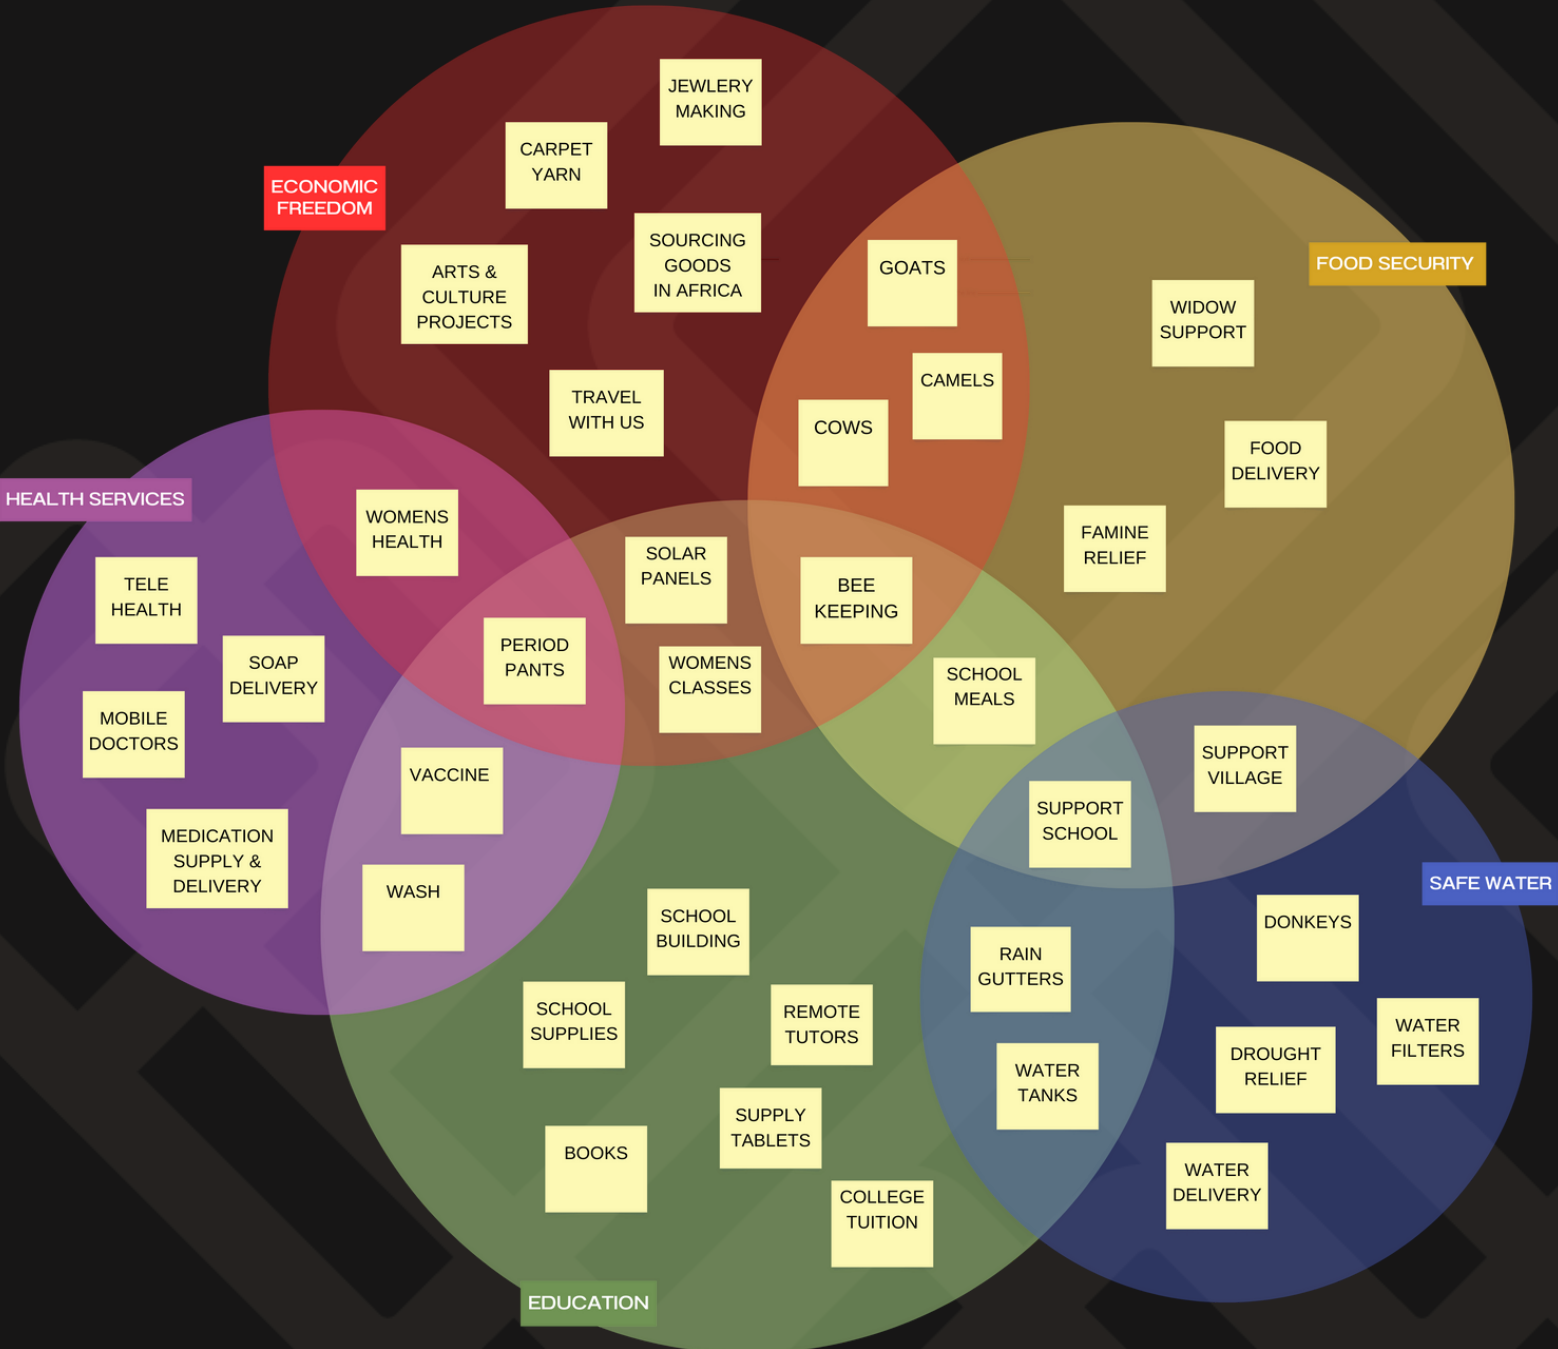 JEWLERY
MAKING
CARPET
YARN
ECONOMIC
FREEDOM
SOURCING
GOODS
IN AFRICA
ARTS &
CULTURE
PROJECTS
GOATS
FOOD SECURITY
WIDOW
SUPPORT
TRAVEL
WITH US
CAMELS
COWS
FOOD
DELIVERY
HEALTH SERVICES
WOMENS
HEALTH
FAMINE
RELIEF
TELE
HEALTH
SOLAR
PANELS
BEE
KEEPING
PERIOD
PANTS
SOAP
DELIVERY
WOMENS
CLASSES
SCHOOL
MEALS
MOBILE
DOCTORS
VACCINE
SUPPORT
VILLAGE
SUPPORT
SCHOOL
MEDICATION
SUPPLY &
DELIVERY
WASH
SAFE WATER
SCHOOL
BUILDING
DONKEYS
RAIN
GUTTERS
SCHOOL
SUPPLIES
REMOTE
TUTORS
WATER
FILTERS
DROUGHT
RELIEF
WATER
TANKS
SUPPLY
TABLETS
BOOKS
WATER
DELIVERY
COLLEGE
TUITION
EDUCATION